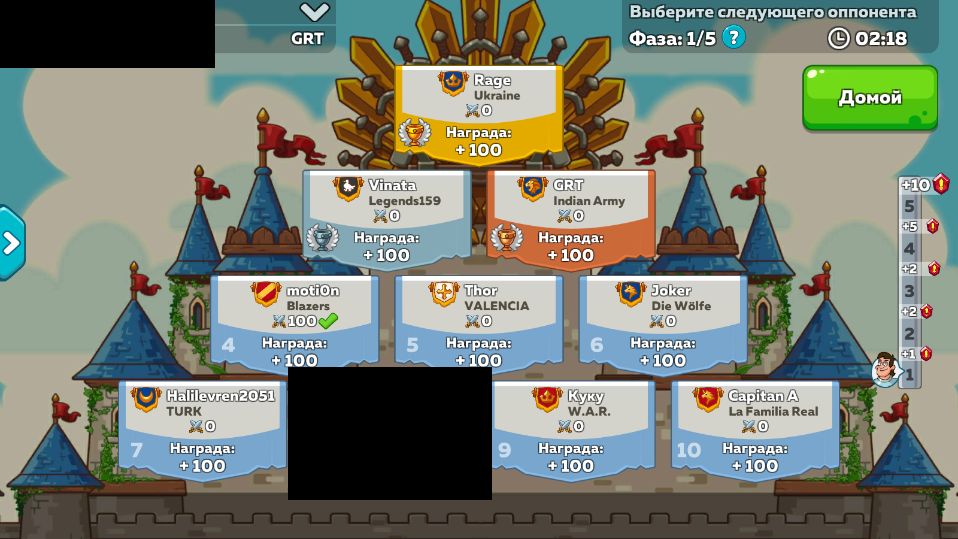 GRT
Выберите следующего оппонента
Фаза: 1/5 ?
02:18
Домой
Rage
Ukraine
0
Награда:
+ 100
Vinata
Legends159
0
Награда:
+ 100
GRT
Indian Army
0
Награда:
+ 100
moti0n
Blazers
100
4
Награда:
+ 100
Thor
VALENCIA
0
5
Награда:
+ 100
Joker
Die Wölfe
0
6
Награда:
+ 100
Halilevren2051
TURK
0
7
Награда:
+ 100
Куку
W.A.R.
0
9
Награда:
+ 100
Capitan A
La Familia Real
0
10
Награда:
+ 100
+10
5
+5
4
+2
3
+2
2
+1
1